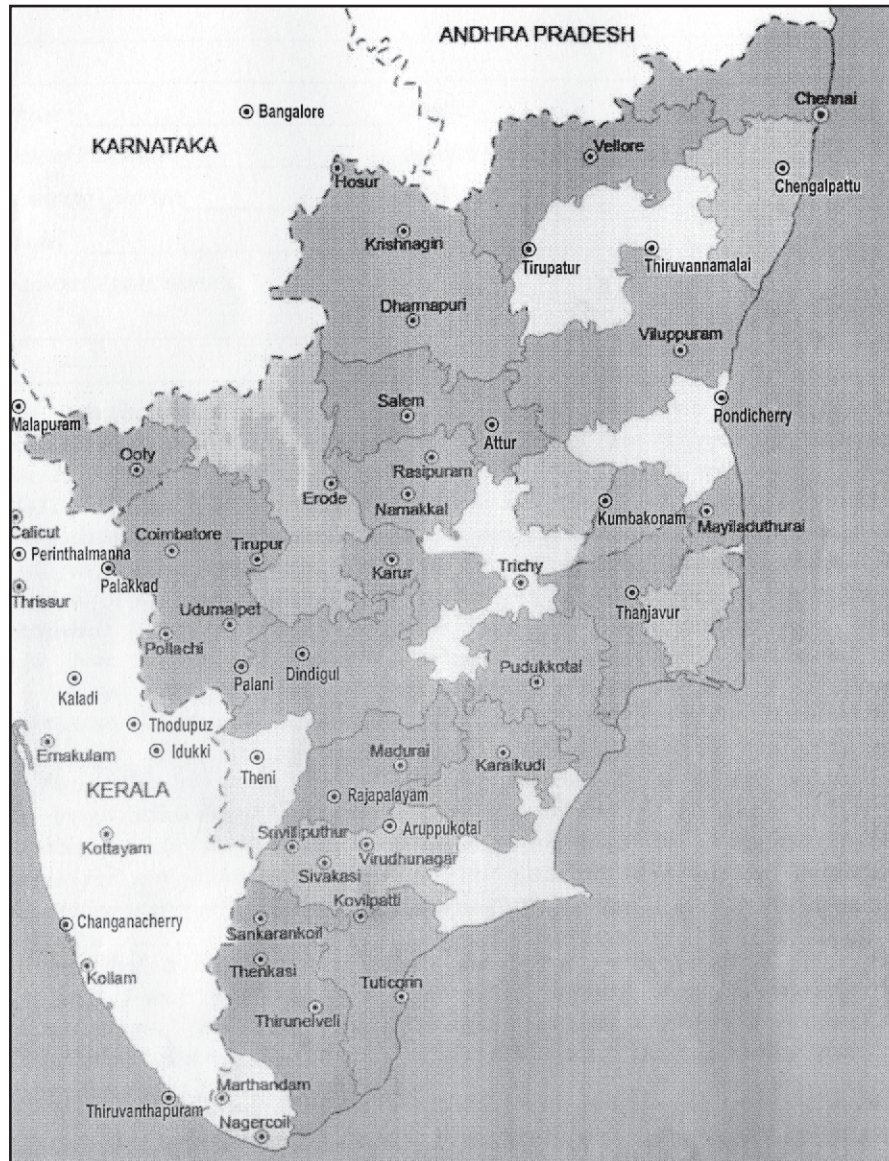 ANDHRA PRADESH
Bangalore
Chennai
KARNATAKA
Vellore
Hosur
Chengalpattu
Krishnagiri
Tirupatur
Thiruvannamalai
Dharmapuri
Viluppuram
Salem
Pondicherry
Malapuram
Attur
Ooty
Rasipuram
Erode
Namakkal
Kumbakonam
Mayiladuthurai
Calicut
Coimbatore
Perinthalmanna
Tirupur
Palakkad
Karur
Trichy
Thrissur
Thanjavur
Udumalpet
Pollachi
Dindigul
Pudukkotai
Palani
Kaladi
Thodupuz
Ernakulam
Idukki
Theni
Madurai
Karaikudi
KERALA
Rajapalayam
Aruppukotai
Kottayam
Srivilliputhur
Virudhunagar
Sivakasi
Kovilpatti
Changanacherry
Sankarankoil
Kollam
Thenkasi
Tuticorin
Thirunelveli
Marthandam
Thiruvanthapuram
Nagercoil